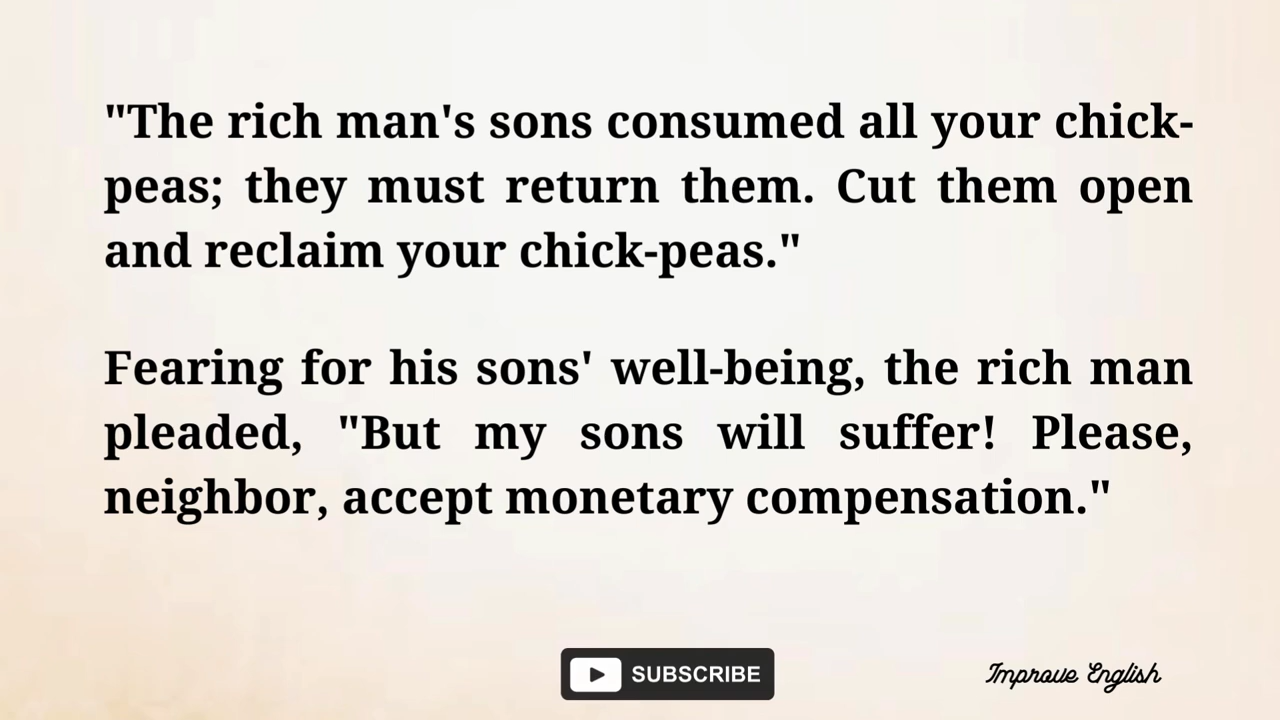 "The rich man's sons consumed all your chick-
peas; they must return them. Cut them open
and reclaim your chick-peas."
Fearing for his sons' well-being, the rich man
pleaded, "But my sons will suffer! Please,
neighbor, accept monetary compensation."
SUBSCRIBE
Improve English